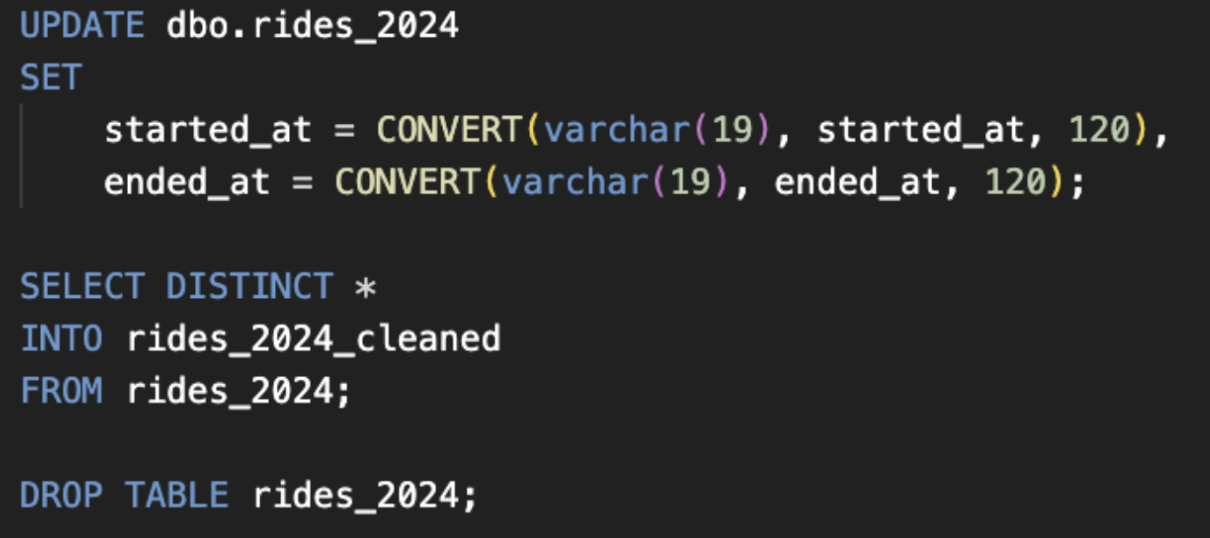 UPDATE dbo.rides_2024
SET
    started_at = CONVERT(varchar(19), started_at, 120),
    ended_at = CONVERT(varchar(19), ended_at, 120);

SELECT DISTINCT *
INTO rides_2024_cleaned
FROM rides_2024;

DROP TABLE rides_2024;